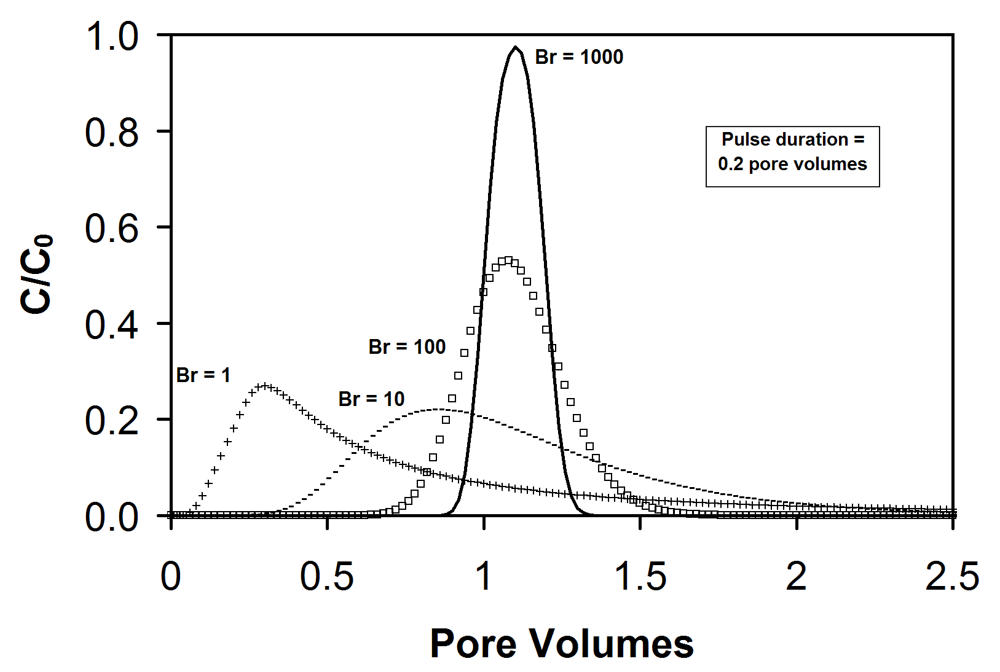 1.0
Br = 1000
0.8
Pulse duration =
0.2 pore volumes
0.6
C/C₀
Br = 100
0.4
Br = 1
Br = 10
0.2
0.0
0 0.5 1 1.5 2 2.5
Pore Volumes